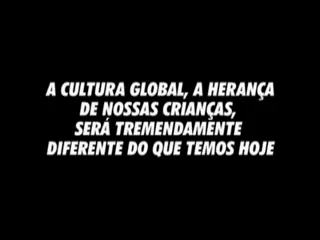 A CULTURA GLOBAL, A HERANÇA
DE NOSSAS CRIANÇAS,
SERÁ TREMENDAMENTE
DIFERENTE DO QUE TEMOS HOJE